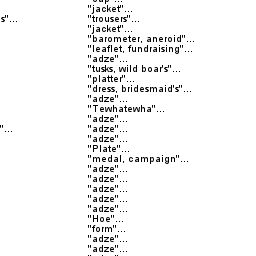 "jacket"...
s"... "trousers"...
"jacket"...
"barometer, aneroid"...
"leaflet, fundraising"...
"adze"...
"tusks, wild boar's"...
"platter"...
"dress, bridesmaid's"...
"adze"...
"Tewhatewha"...
"adze"...
"... "adze"...
"adze"...
"Plate"...
"medal, campaign"...
"adze"...
"adze"...
"adze"...
"adze"...
"adze"...
"Hoe"...
"form"...
"adze"...
"adze"...